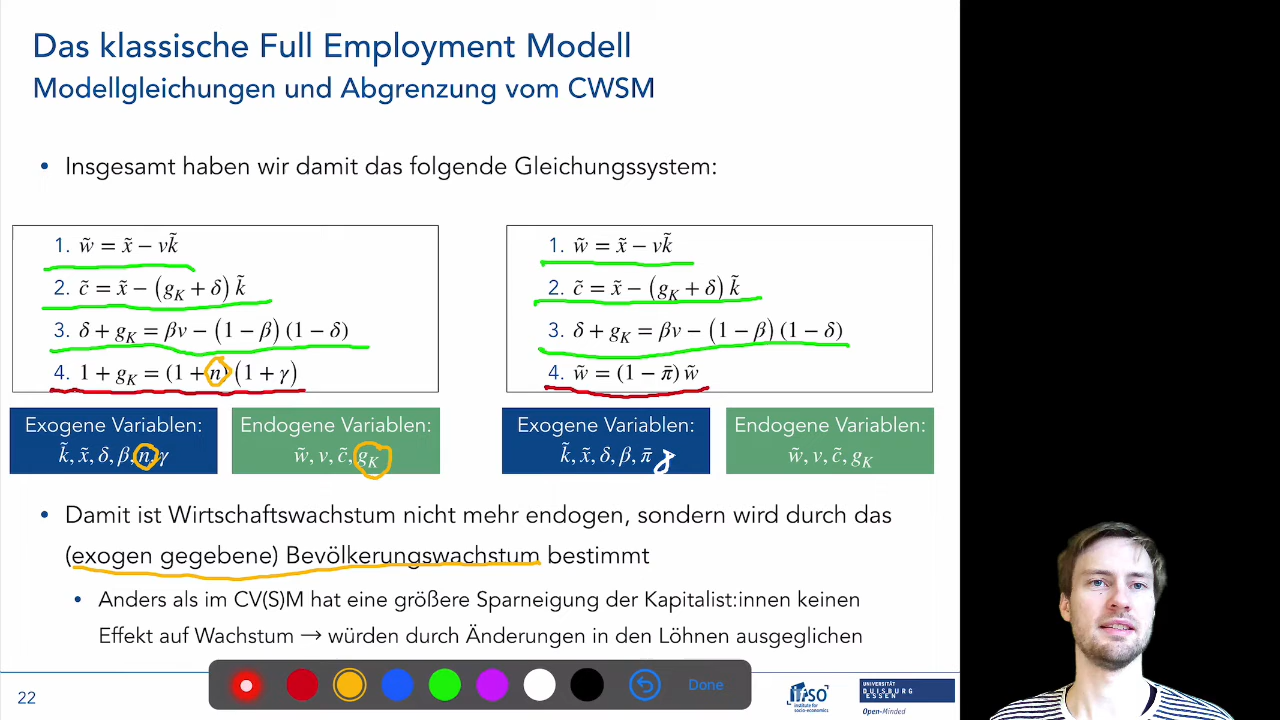 Das klassische Full Employment Modell
Modellgleichungen und Abgrenzung vom CWSM
• Insgesamt haben wir damit das folgende Gleichungssystem:
1. w̃ = x̃ − vk̃
2. c̃ = x̃ − (g_K + δ) k̃
3. δ + g_K = βv − (1 − β) (1 − δ)
4. 1 + g_K = (1 + n) (1 + γ)
Exogene Variablen:
k̃, x̃, δ, β, n, γ
Endogene Variablen:
w̃, v, c̃, g_K
1. w̃ = x̃ − vk̃
2. c̃ = x̃ − (g_K + δ) k̃
3. δ + g_K = βv − (1 − β) (1 − δ)
4. w̃ = (1 − π̄) w̃
Exogene Variablen:
k̃, x̃, δ, β, π̄ γ
Endogene Variablen:
w̃, v, c̃, g_K
• Damit ist Wirtschaftswachstum nicht mehr endogen, sondern wird durch das
(exogen gegebene) Bevölkerungswachstum bestimmt
• Anders als im CV(S)M hat eine größere Sparneigung der Kapitalist:innen keinen
Effekt auf Wachstum → würden durch Änderungen in den Löhnen ausgeglichen
Done
22
ifso
institute for
socio-economics
UNIVERSITÄT
DUISBURG
ESSEN
Open-Minded